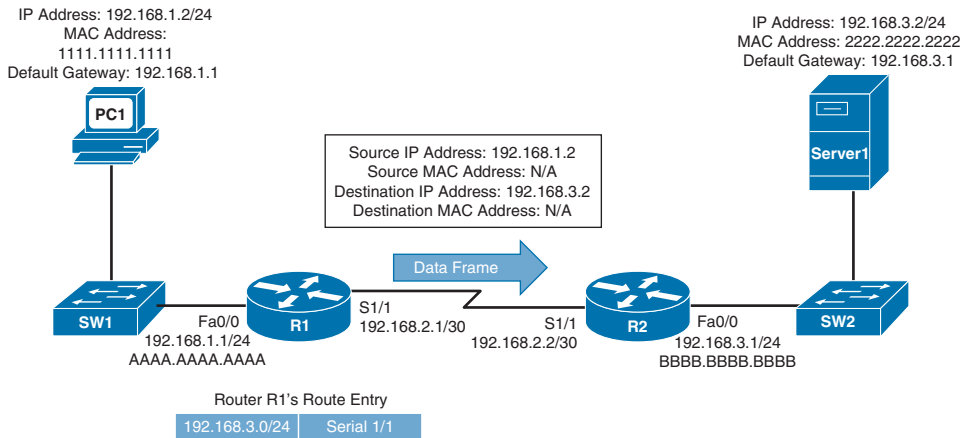 IP Address: 192.168.1.2/24
MAC Address:
1111.1111.1111
Default Gateway: 192.168.1.1
PC1
IP Address: 192.168.3.2/24
MAC Address: 2222.2222.2222
Default Gateway: 192.168.3.1
Server1
Source IP Address: 192.168.1.2
Source MAC Address: N/A
Destination IP Address: 192.168.3.2
Destination MAC Address: N/A
Data Frame
SW1
Fa0/0
192.168.1.1/24
AAAA.AAAA.AAAA
R1
S1/1
192.168.2.1/30
S1/1
192.168.2.2/30
R2
Fa0/0
192.168.3.1/24
BBBB.BBBB.BBBB
SW2
Router R1's Route Entry
192.168.3.0/24 Serial 1/1